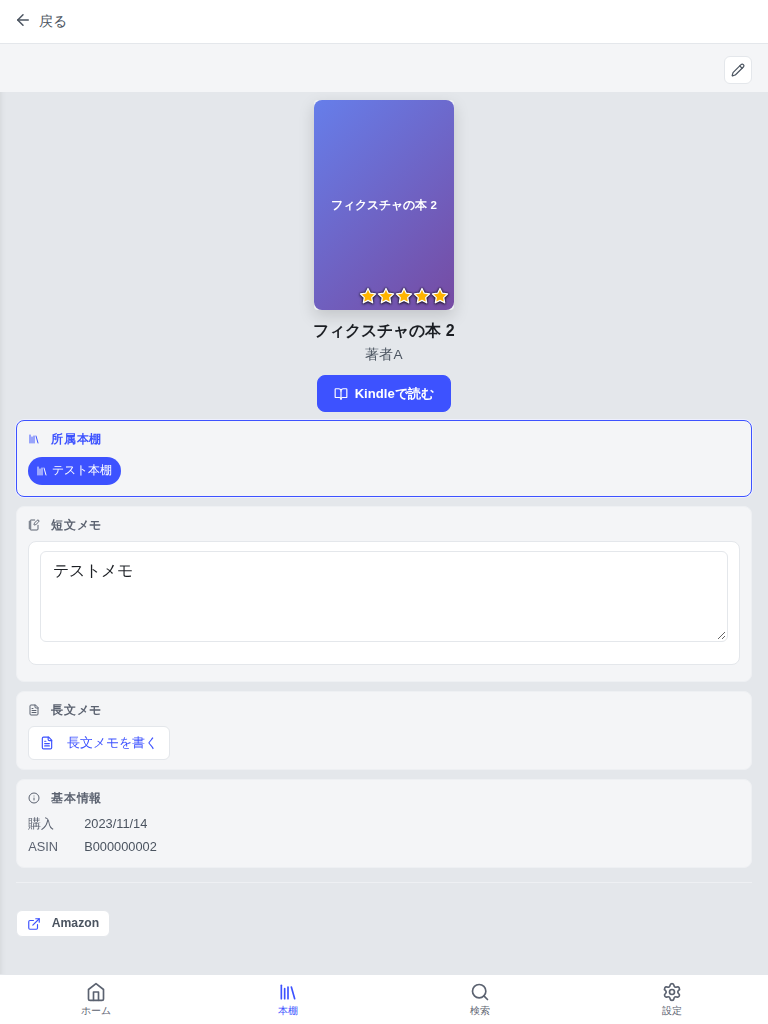 戻る
フィクスチャの本 2
フィクスチャの本 2
著者A
Kindleで読む
所属本棚
テスト本棚
短文メモ
テストメモ
長文メモ
長文メモを書く
基本情報
購入 2023/11/14
ASIN B000000002
Amazon
ホーム 本棚 検索 設定